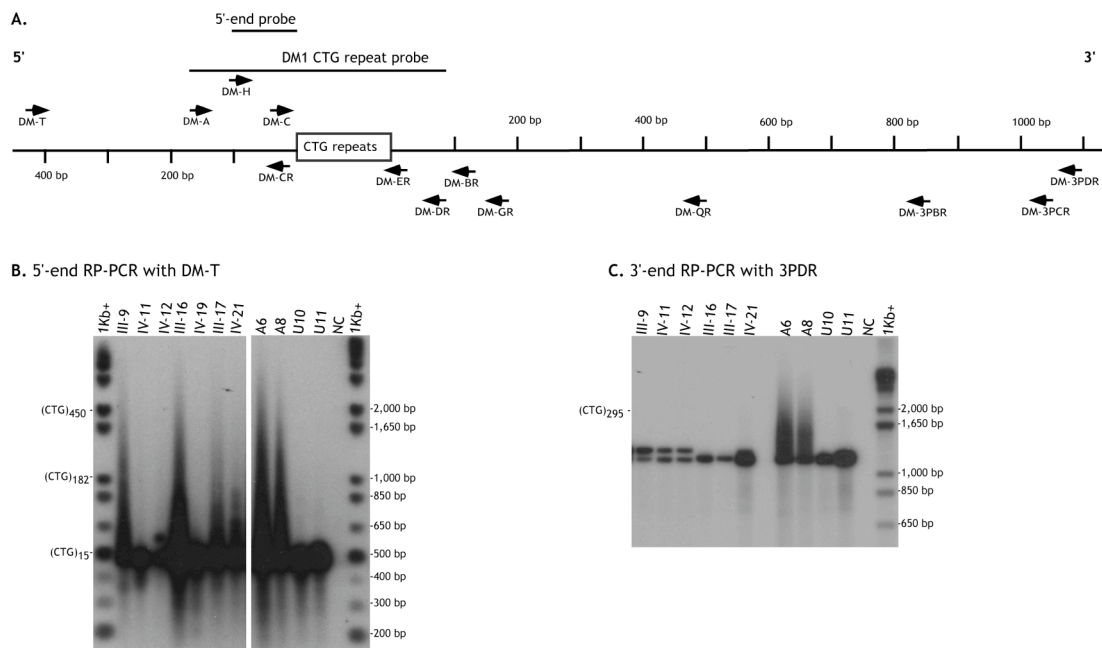 A.
5'-end probe
5'
DM1 CTG repeat probe
3'
DM-H
DM-T
DM-A
DM-C
200 bp
400 bp
600 bp
800 bp
1000 bp
CTG repeats
400 bp
200 bp
DM-CR
DM-ER
DM-BR
DM-3PDR
DM-DR
DM-GR
DM-QR
DM-3PBR
DM-3PCR
B. 5'-end RP-PCR with DM-T
1Kb+
III-9
IV-11
IV-12
III-16
IV-19
III-17
IV-21
A6
A8
U10
U11
NC
1Kb+
(CTG)450
(CTG)182
(CTG)15
-2,000 bp
-1,650 bp
-1,000 bp
-850 bp
-650 bp
-500 bp
-400 bp
-300 bp
-200 bp
C. 3'-end RP-PCR with 3PDR
III-9
IV-11
IV-12
III-16
III-17
IV-21
A6
A8
U10
U11
NC
1Kb+
(CTG)295
-2,000 bp
-1,650 bp
-1,000 bp
-850 bp
-650 bp